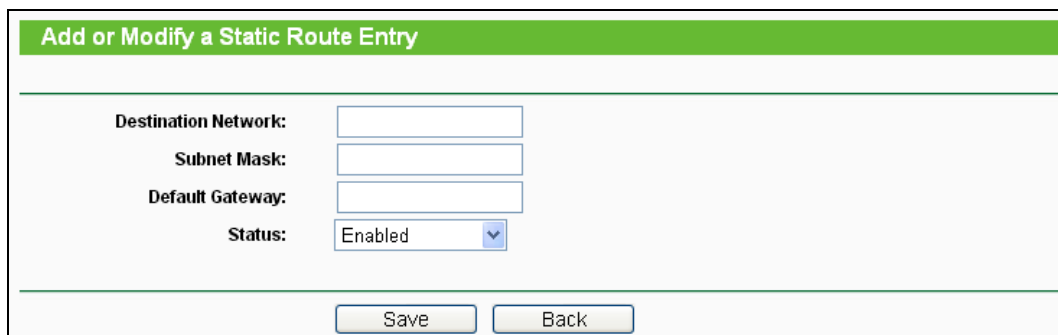 Add or Modify a Static Route Entry
Destination Network:
Subnet Mask:
Default Gateway:
Status: Enabled
Save Back